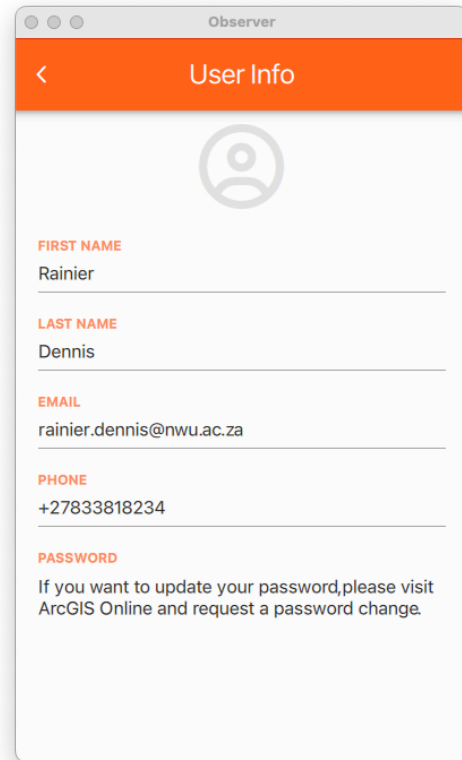 Observer
User Info
FIRST NAME
Rainier
LAST NAME
Dennis
EMAIL
rainier.dennis@nwu.ac.za
PHONE
+27833818234
PASSWORD
If you want to update your password,please visit
ArcGIS Online and request a password change.